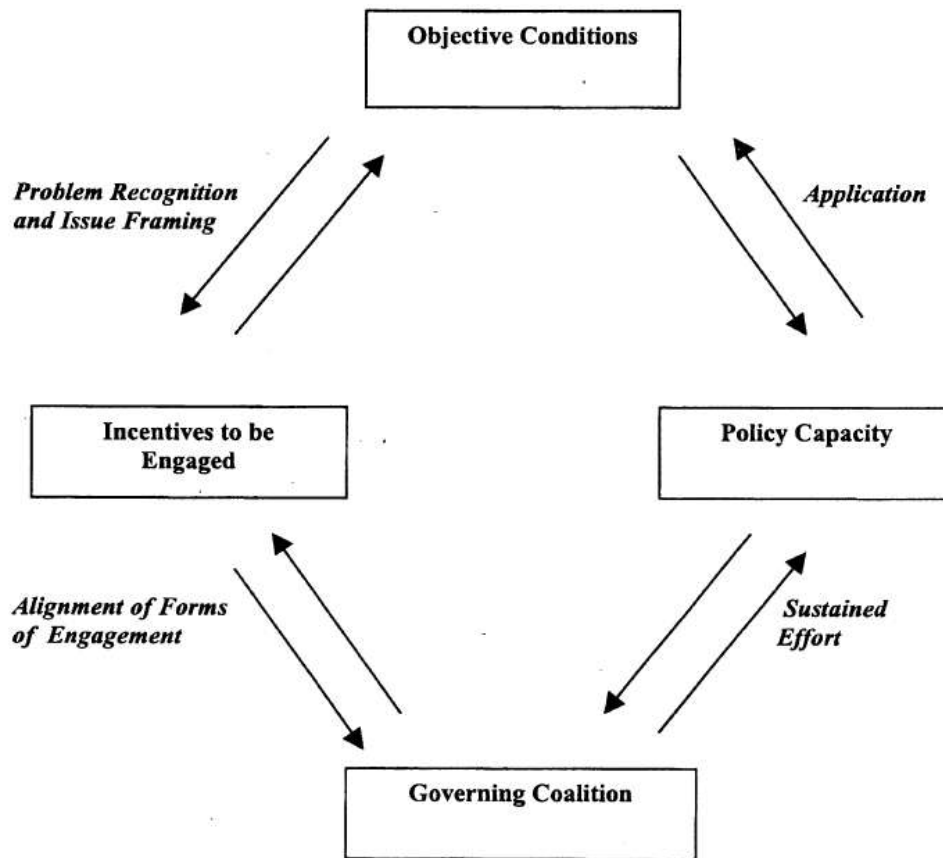 Objective Conditions
Problem Recognition
and Issue Framing
Application
Incentives to be
Engaged
Policy Capacity
Alignment of Forms
of Engagement
Sustained
Effort
Governing Coalition